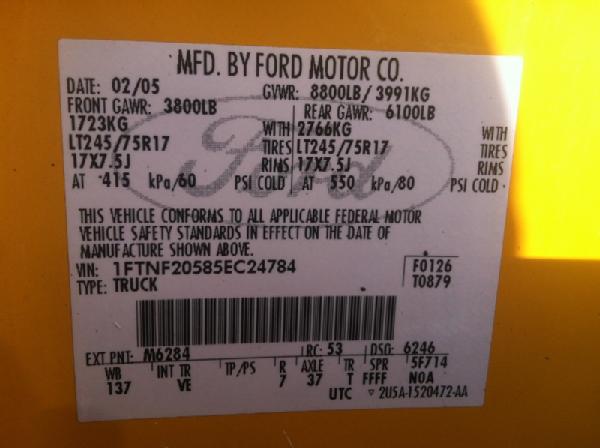 MFD. BY FORD MOTOR CO.
DATE: 02/05 GVWR: 8800LB/ 3991KG
FRONT GAWR: 3800LB REAR GAWR: 6100LB
1723KG WITH 2766KG WITH
LT245/75R17 TIRES LT245/75R17 TIRES
17X7.5J RIMS 17X7.5J RIMS
AT 415 kPa/60 PSI COLD AT 550 kPa/80 PSI COLD
Ford
THIS VEHICLE CONFORMS TO ALL APPLICABLE FEDERAL MOTOR
VEHICLE SAFETY STANDARDS IN EFFECT ON THE DATE OF
MANUFACTURE SHOWN ABOVE.
VIN: 1FTNF20585EC24784 F0126
TYPE: TRUCK T0879
EXT PNT: M6284 RC: 53 DSO: 6246
WB INT TR TP/PS R AXLE TR SPR 5F714
137 VE 7 37 T FFFF NOA
UTC 2U5A-1520472-AA